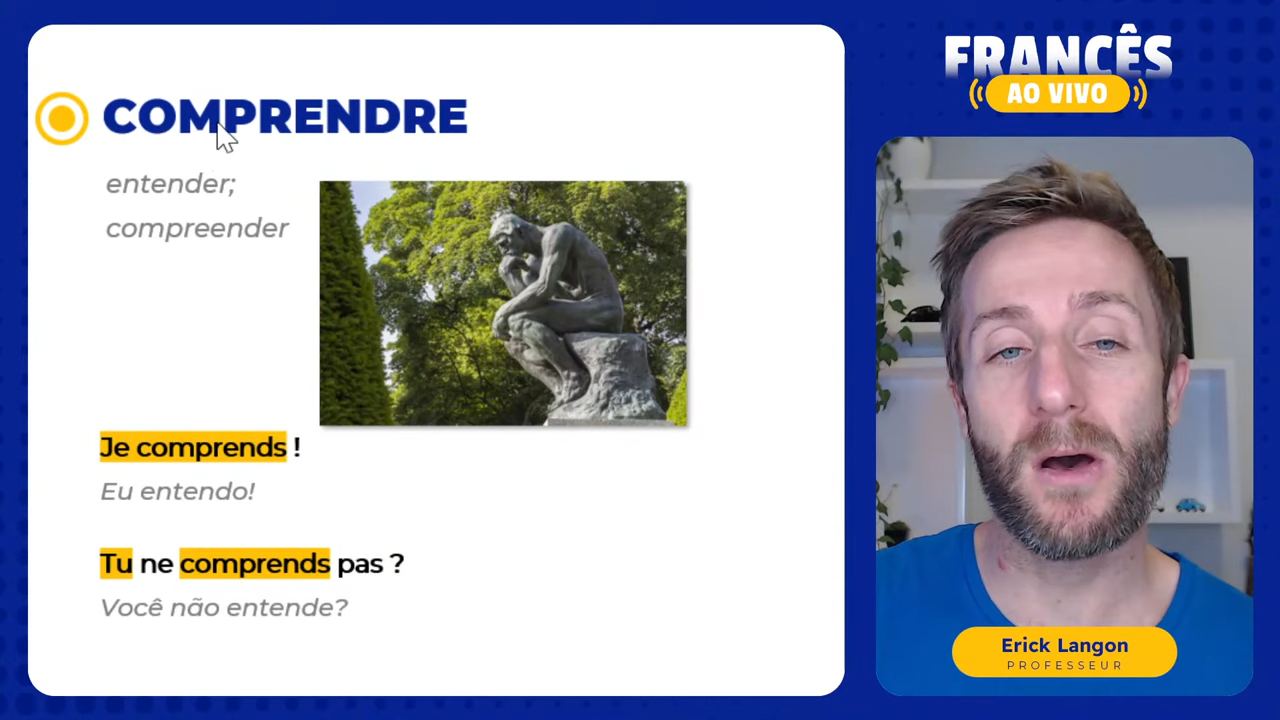 COMPRENDRE
entender;
compreender
Je comprends !
Eu entendo!
Tu ne comprends pas ?
Você não entende?
FRANCÊS
AO VIVO
Erick Langon
PROFESSEUR